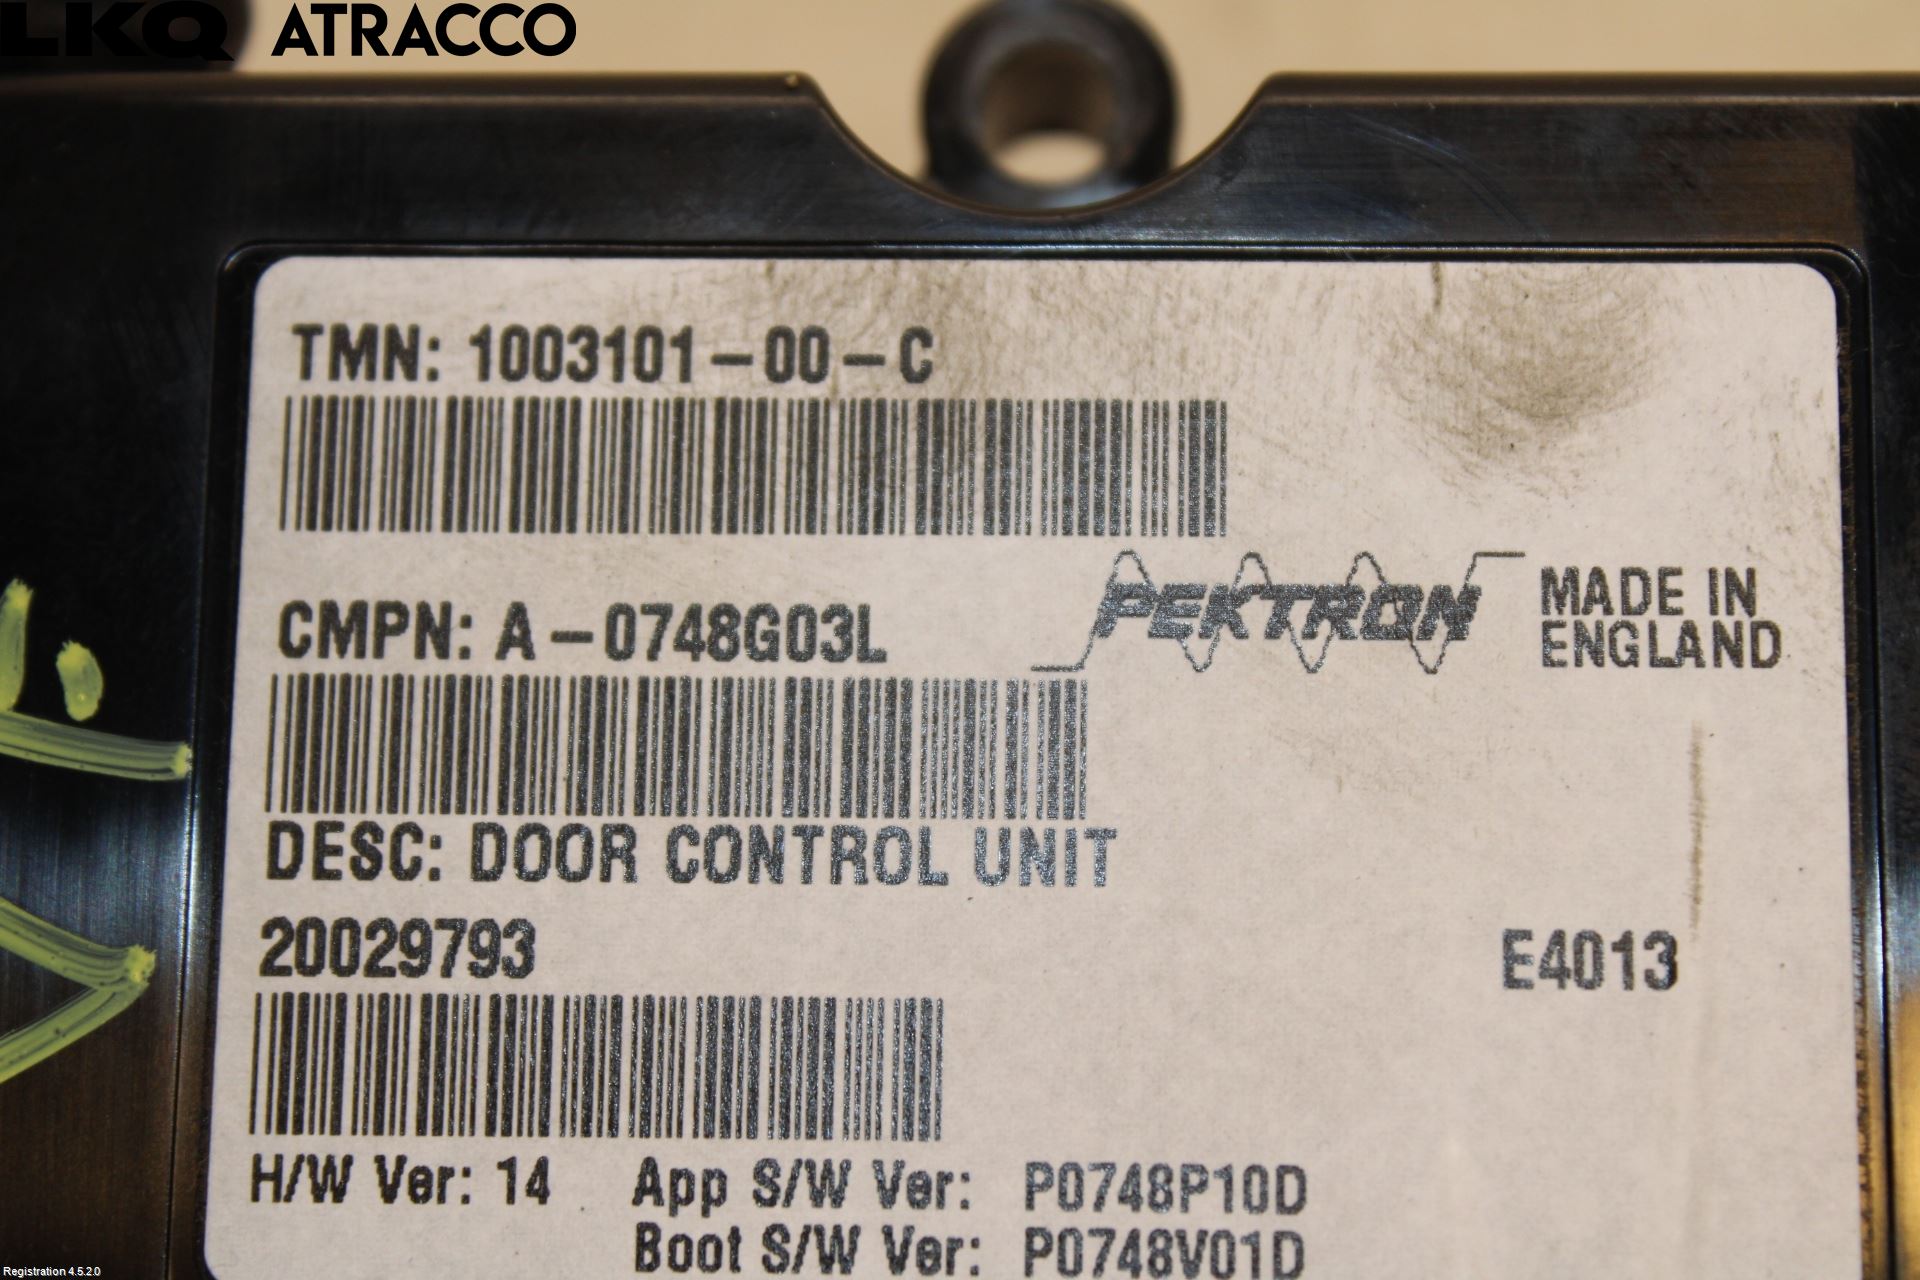 LKQ ATRACCO
TMN: 1003101-00-C
CMPN: A-0748G03L
PEKTRON
MADE IN
ENGLAND
DESC: DOOR CONTROL UNIT
20029793
E4013
H/W Ver: 14 App S/W Ver: P0748P10D
Boot S/W Ver: P0748V01D
Registration 4.5.2.0